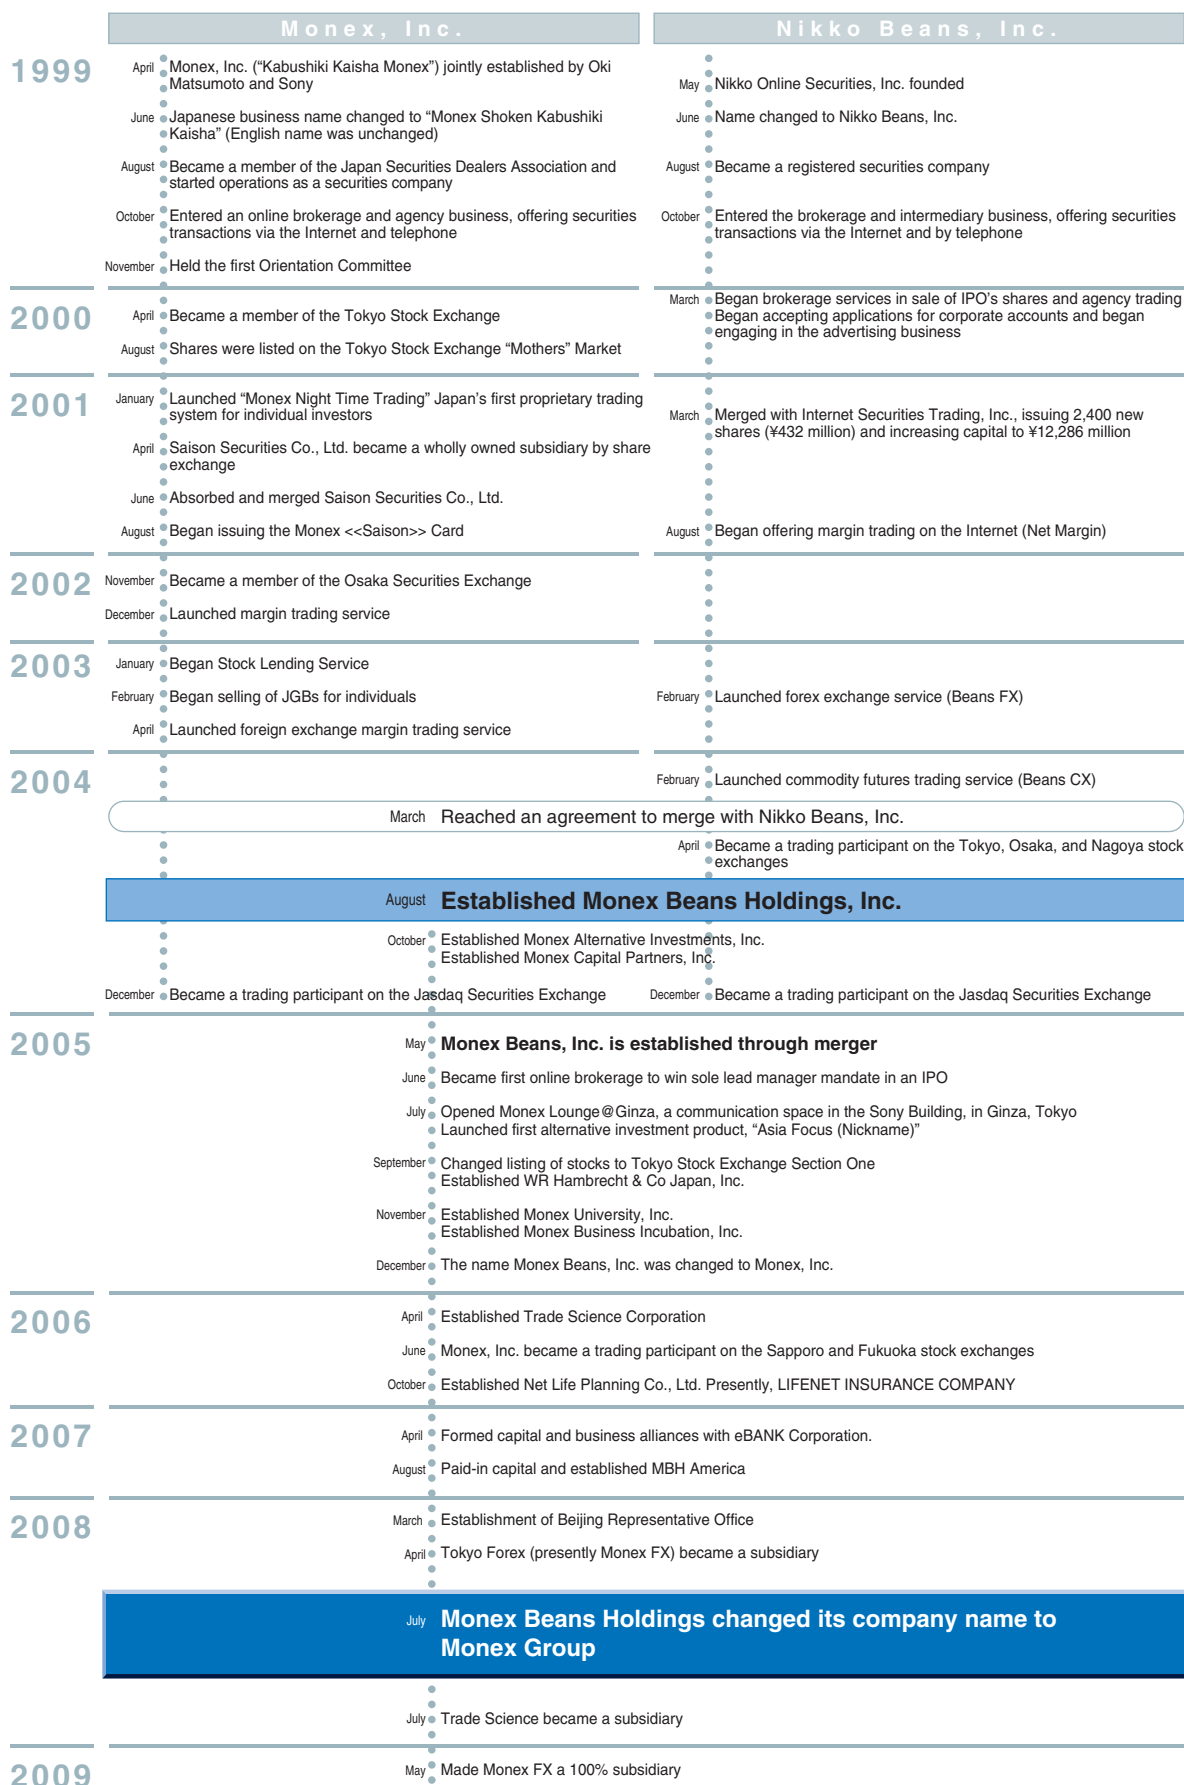 Monex, Inc.
Nikko Beans, Inc.
1999
April Monex, Inc. (“Kabushiki Kaisha Monex”) jointly established by Oki
Matsumoto and Sony
May Nikko Online Securities, Inc. founded
June Japanese business name changed to “Monex Shoken Kabushiki
Kaisha” (English name was unchanged)
June Name changed to Nikko Beans, Inc.
August Became a member of the Japan Securities Dealers Association and
started operations as a securities company
August Became a registered securities company
October Entered an online brokerage and agency business, offering securities
transactions via the Internet and telephone
October Entered the brokerage and intermediary business, offering securities
transactions via the Internet and by telephone
November Held the first Orientation Committee
2000
March Began brokerage services in sale of IPO’s shares and agency trading
Began accepting applications for corporate accounts and began
engaging in the advertising business
April Became a member of the Tokyo Stock Exchange
August Shares were listed on the Tokyo Stock Exchange “Mothers” Market
2001
January Launched “Monex Night Time Trading” Japan’s first proprietary trading
system for individual investors
March Merged with Internet Securities Trading, Inc., issuing 2,400 new
shares (¥432 million) and increasing capital to ¥12,286 million
April Saison Securities Co., Ltd. became a wholly owned subsidiary by share
exchange
June Absorbed and merged Saison Securities Co., Ltd.
August Began issuing the Monex <<Saison>> Card
August Began offering margin trading on the Internet (Net Margin)
2002
November Became a member of the Osaka Securities Exchange
December Launched margin trading service
2003
January Began Stock Lending Service
February Began selling of JGBs for individuals
February Launched forex exchange service (Beans FX)
April Launched foreign exchange margin trading service
2004
February Launched commodity futures trading service (Beans CX)
March Reached an agreement to merge with Nikko Beans, Inc.
April Became a trading participant on the Tokyo, Osaka, and Nagoya stock
exchanges
August Established Monex Beans Holdings, Inc.
October Established Monex Alternative Investments, Inc.
Established Monex Capital Partners, Inc.
December Became a trading participant on the Jasdaq Securities Exchange
December Became a trading participant on the Jasdaq Securities Exchange
2005
May Monex Beans, Inc. is established through merger
June Became first online brokerage to win sole lead manager mandate in an IPO
July Opened Monex Lounge@Ginza, a communication space in the Sony Building, in Ginza, Tokyo
Launched first alternative investment product, “Asia Focus (Nickname)”
September Changed listing of stocks to Tokyo Stock Exchange Section One
Established WR Hambrecht & Co Japan, Inc.
November Established Monex University, Inc.
Established Monex Business Incubation, Inc.
December The name Monex Beans, Inc. was changed to Monex, Inc.
2006
April Established Trade Science Corporation
June Monex, Inc. became a trading participant on the Sapporo and Fukuoka stock exchanges
October Established Net Life Planning Co., Ltd. Presently, LIFENET INSURANCE COMPANY
2007
April Formed capital and business alliances with eBANK Corporation.
August Paid-in capital and established MBH America
2008
March Establishment of Beijing Representative Office
April Tokyo Forex (presently Monex FX) became a subsidiary
July Monex Beans Holdings changed its company name to
Monex Group
July Trade Science became a subsidiary
2009
May Made Monex FX a 100% subsidiary